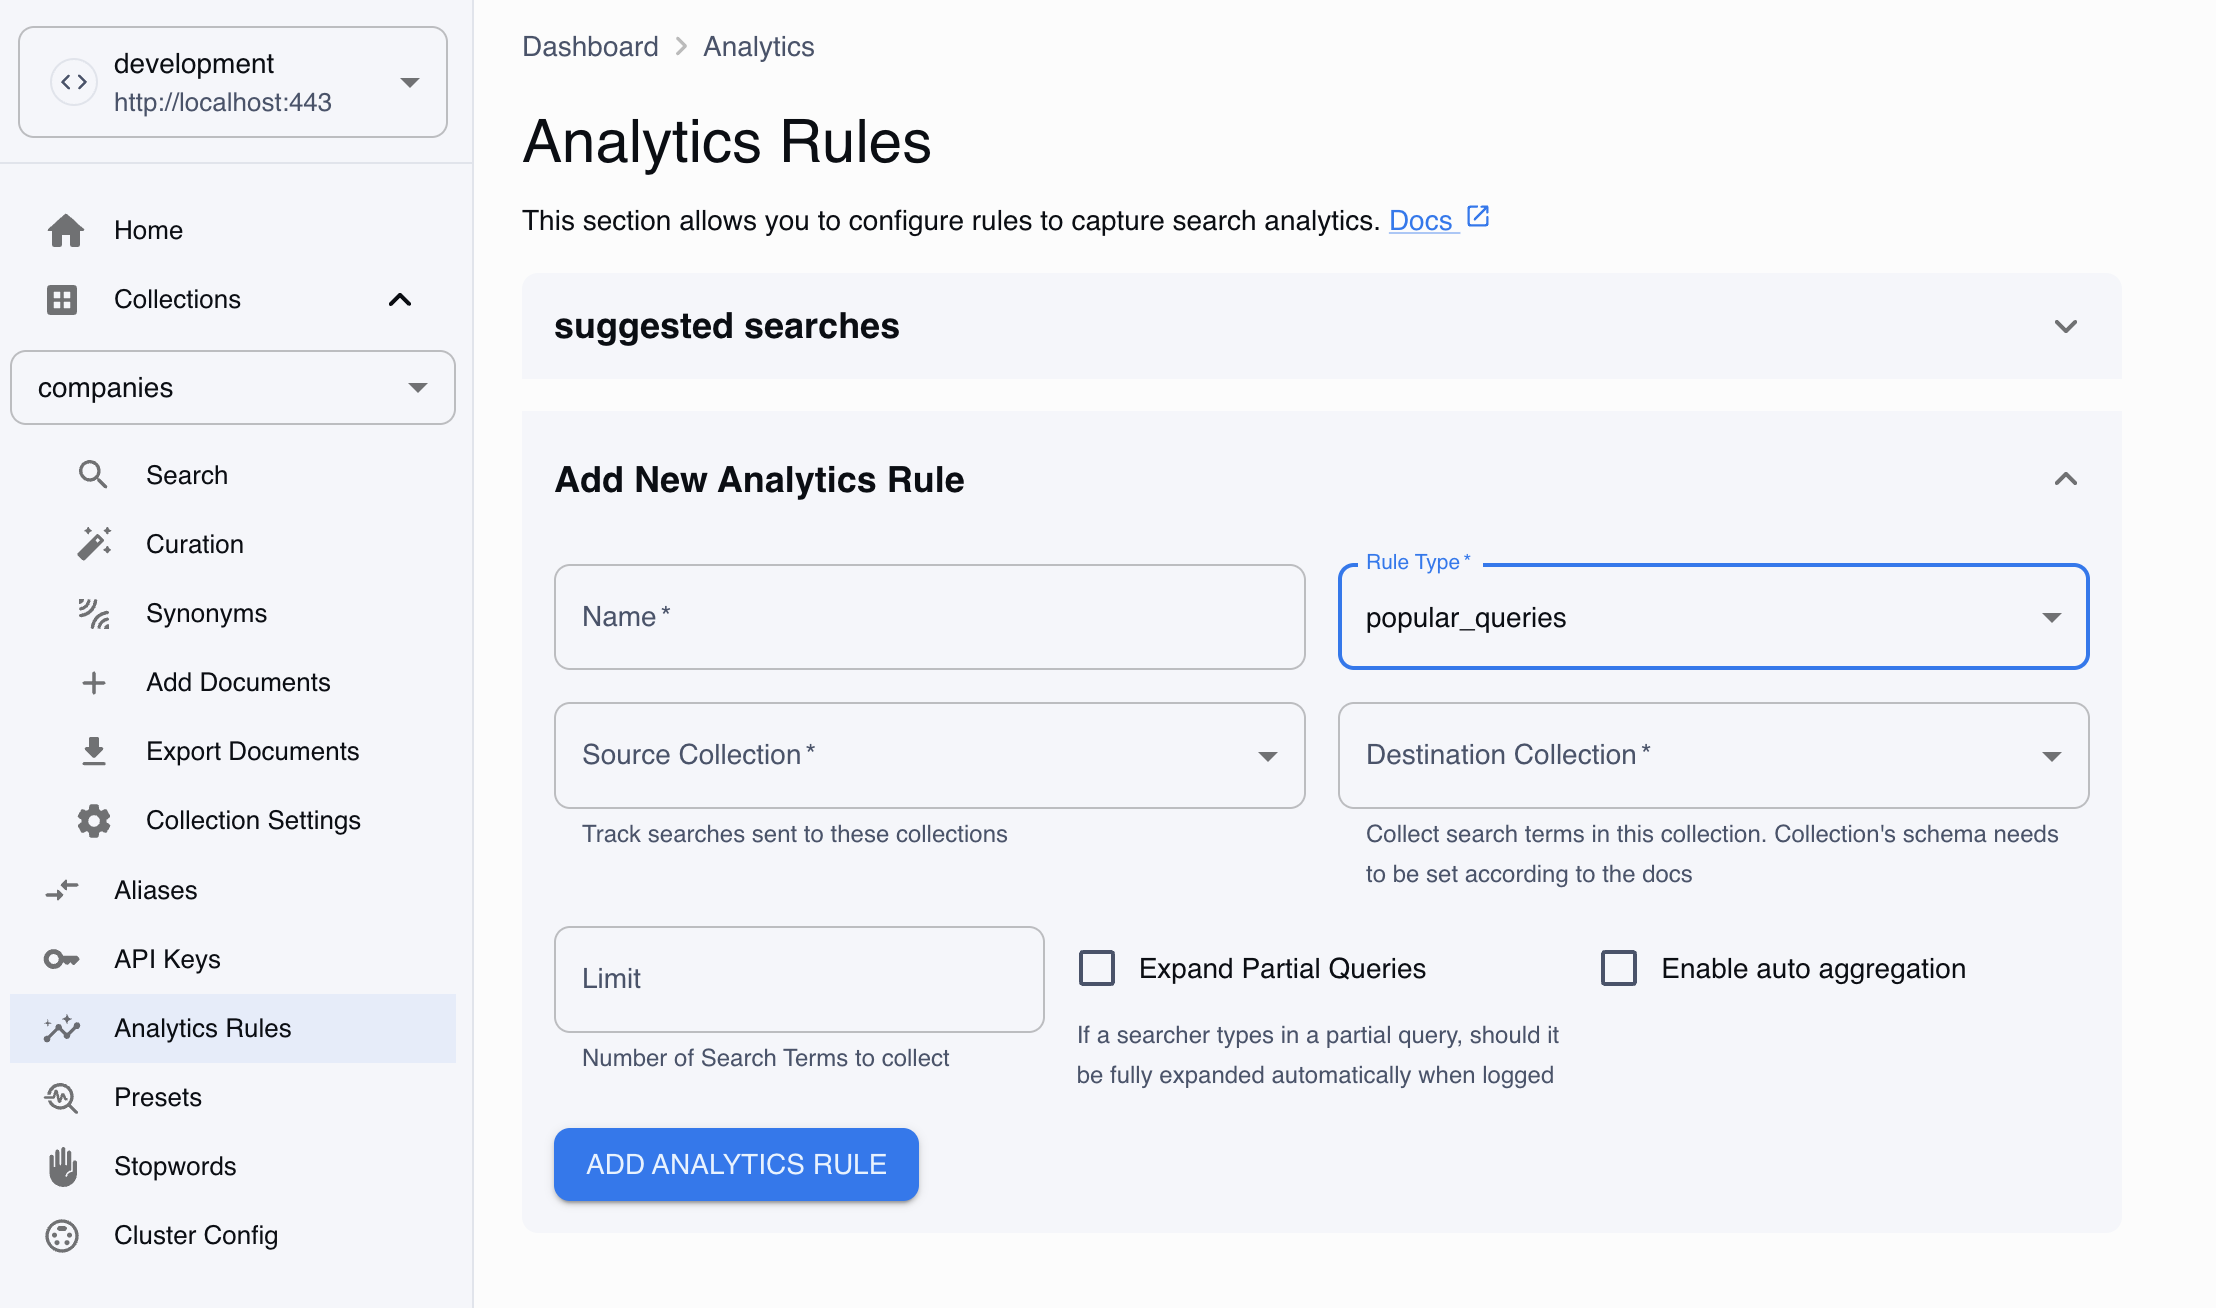 development
http://localhost:443
Home
Collections
companies
Search
Curation
Synonyms
Add Documents
Export Documents
Collection Settings
Aliases
API Keys
Analytics Rules
Presets
Stopwords
Cluster Config
Dashboard > Analytics
Analytics Rules
This section allows you to configure rules to capture search analytics. Docs
suggested searches
Add New Analytics Rule
Name *
Rule Type *
popular_queries
Source Collection *
Track searches sent to these collections
Destination Collection *
Collect search terms in this collection. Collection's schema needs
to be set according to the docs
Limit
Number of Search Terms to collect
Expand Partial Queries
If a searcher types in a partial query, should it
be fully expanded automatically when logged
Enable auto aggregation
ADD ANALYTICS RULE